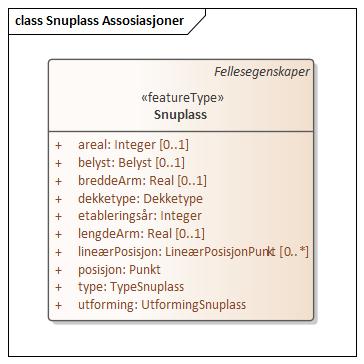 class Snuplass Assosiasjoner
Fellesegenskaper
«featureType»
Snuplass
+ areal: Integer [0..1]
+ belyst: Belyst [0..1]
+ breddeArm: Real [0..1]
+ dekketype: Dekketype
+ etableringsår: Integer
+ lengdeArm: Real [0..1]
+ lineærPosisjon: LineærPosisjonPunkt [0..*]
+ posisjon: Punkt
+ type: TypeSnuplass
+ utforming: UtformingSnuplass